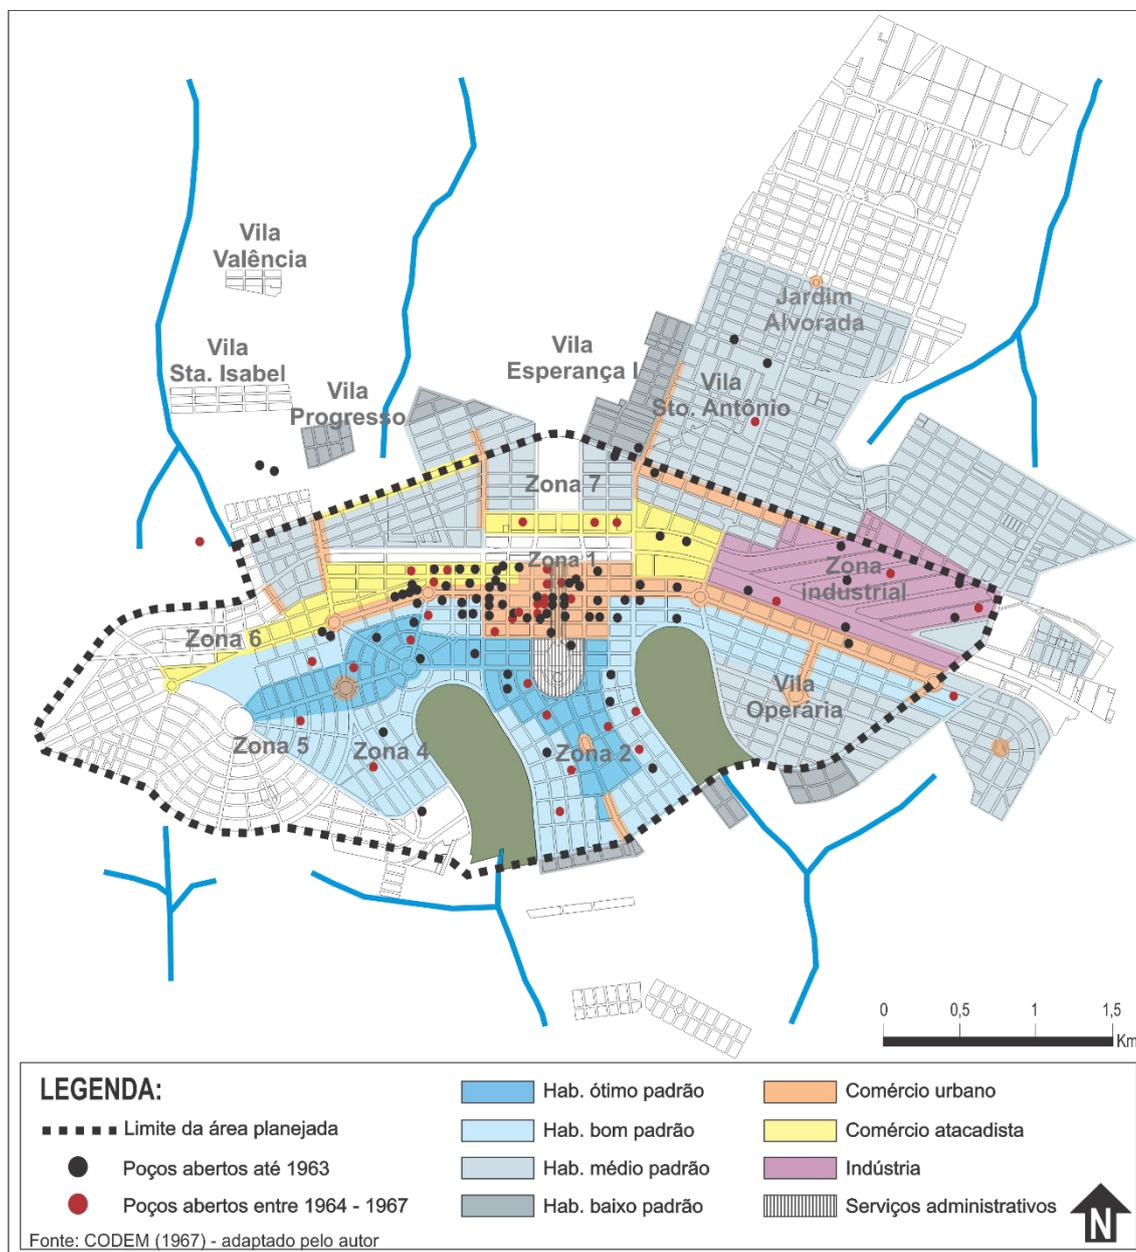 Vila
Valência
Vila
Sta. Isabel
Vila
Progresso
Vila
Esperança I
Jardim
Alvorada
Vila
Sto. Antônio
Zona 7
Zona 1
Zona
industrial
Zona 6
Vila
Operária
Zona 5
Zona 4
Zona 2
0 0,5 1 1,5
Km
LEGENDA:
Limite da área planejada
Poços abertos até 1963
Poços abertos entre 1964 - 1967
Hab. ótimo padrão
Hab. bom padrão
Hab. médio padrão
Hab. baixo padrão
Comércio urbano
Comércio atacadista
Indústria
Serviços administrativos
N
Fonte: CODEM (1967) - adaptado pelo autor